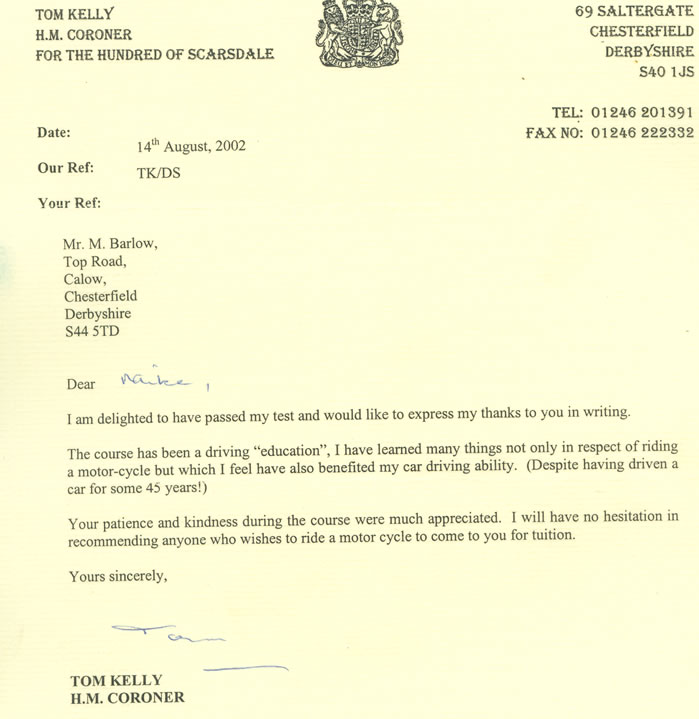 TOM KELLY
H.M. CORONER
FOR THE HUNDRED OF SCARSDALE
69 SALTERGATE
CHESTERFIELD
DERBYSHIRE
S40 1JS
TEL: 01246 201391
FAX NO: 01246 222332
Date:
14th August, 2002
Our Ref:
TK/DS
Your Ref:
Mr. M. Barlow,
Top Road,
Calow,
Chesterfield
Derbyshire
S44 5TD
Dear Mike,
I am delighted to have passed my test and would like to express my thanks to you in writing.
The course has been a driving “education”, I have learned many things not only in respect of riding
a motor-cycle but which I feel have also benefited my car driving ability. (Despite having driven a
car for some 45 years!)
Your patience and kindness during the course were much appreciated. I will have no hesitation in
recommending anyone who wishes to ride a motor cycle to come to you for tuition.
Yours sincerely,
Tom
TOM KELLY
H.M. CORONER